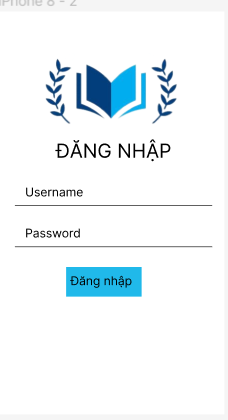 iPhone 8 - 2
ĐĂNG NHẬP
Username
Password
Đăng nhập